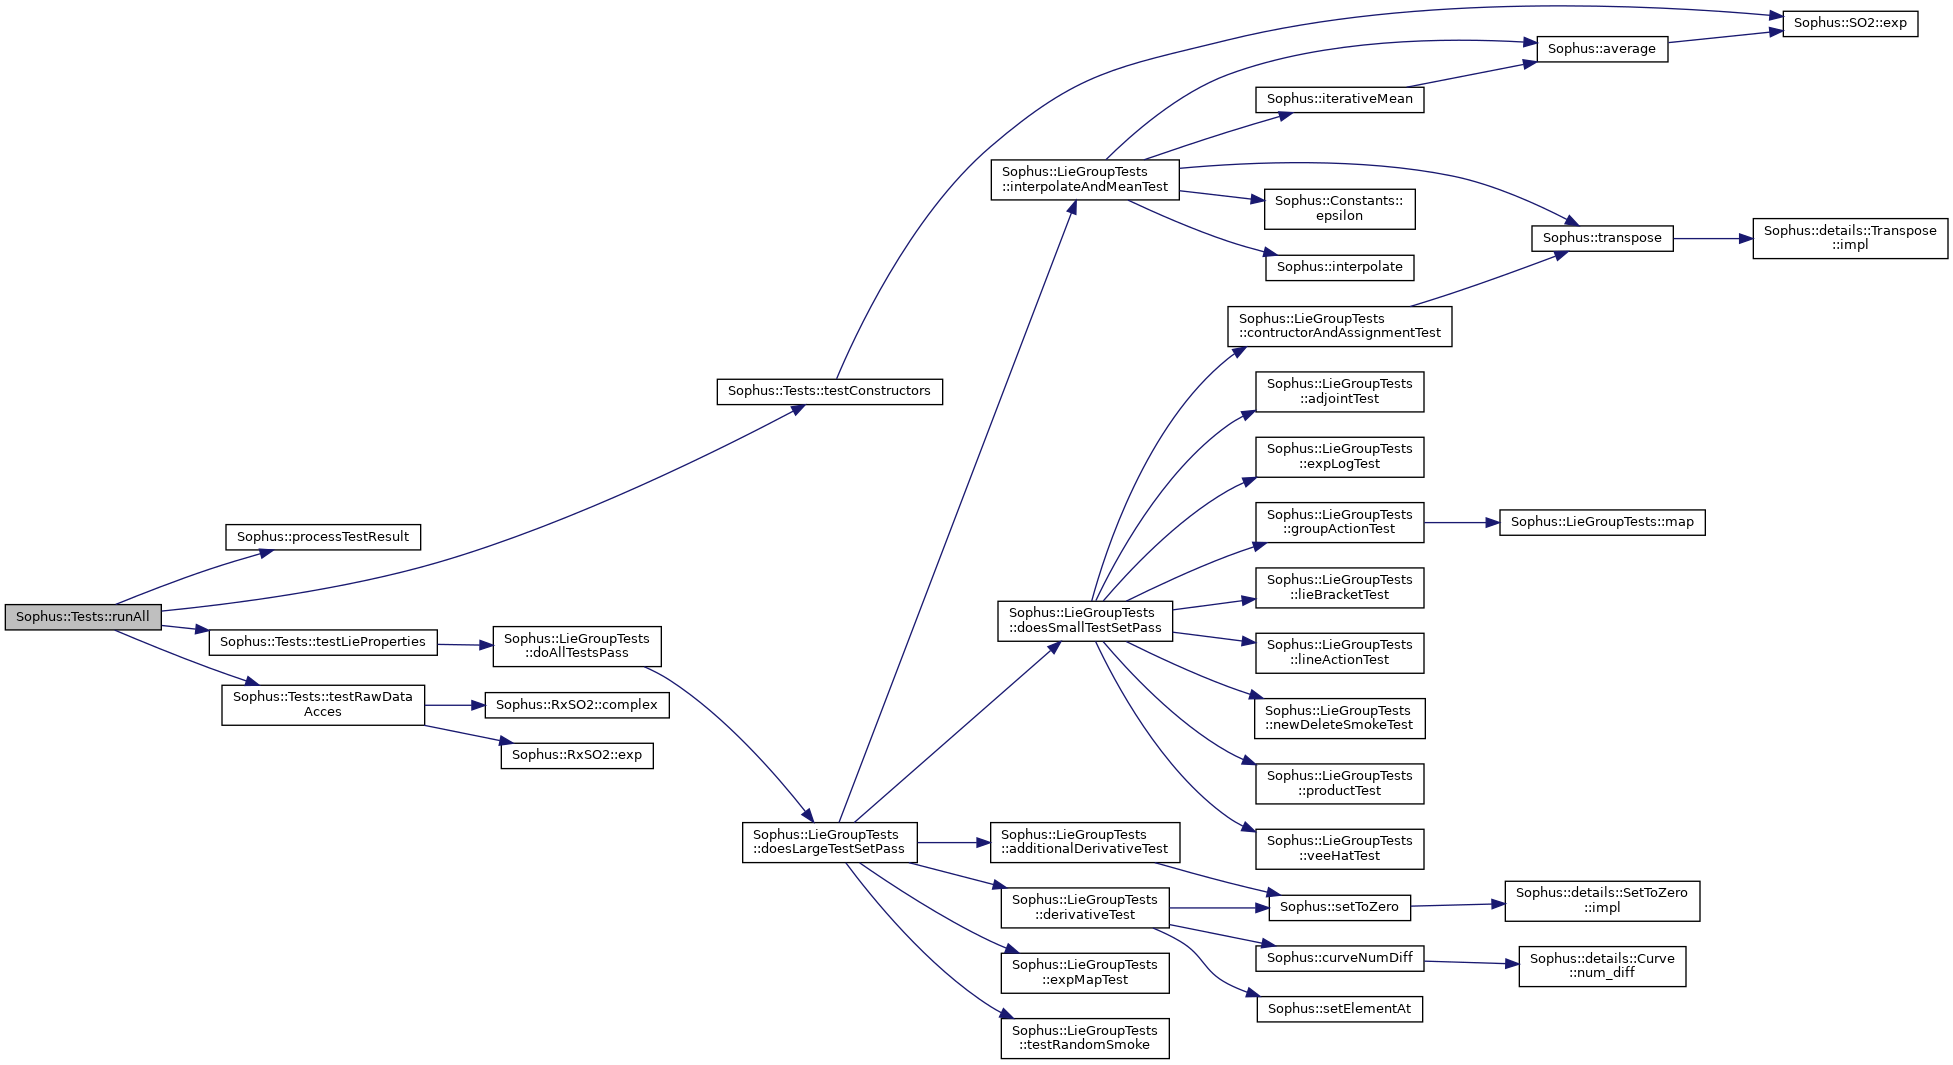 Sophus::SO2::exp
Sophus::average
Sophus::iterativeMean
Sophus::LieGroupTests
::interpolateAndMeanTest
Sophus::Constants::
epsilon
Sophus::transpose
Sophus::details::Transpose
::impl
Sophus::interpolate
Sophus::LieGroupTests
::contructorAndAssignmentTest
Sophus::Tests::testConstructors
Sophus::LieGroupTests
::adjointTest
Sophus::LieGroupTests
::expLogTest
Sophus::LieGroupTests
::groupActionTest
Sophus::LieGroupTests::map
Sophus::processTestResult
Sophus::LieGroupTests
::lieBracketTest
Sophus::Tests::runAll
Sophus::LieGroupTests
::doesSmallTestSetPass
Sophus::Tests::testLieProperties
Sophus::LieGroupTests
::doAllTestsPass
Sophus::LieGroupTests
::lineActionTest
Sophus::Tests::testRawData
Acces
Sophus::RxSO2::complex
Sophus::LieGroupTests
::newDeleteSmokeTest
Sophus::RxSO2::exp
Sophus::LieGroupTests
::productTest
Sophus::LieGroupTests
::doesLargeTestSetPass
Sophus::LieGroupTests
::additionalDerivativeTest
Sophus::LieGroupTests
::veeHatTest
Sophus::LieGroupTests
::derivativeTest
Sophus::setToZero
Sophus::details::SetToZero
::impl
Sophus::curveNumDiff
Sophus::details::Curve
::num_diff
Sophus::LieGroupTests
::expMapTest
Sophus::setElementAt
Sophus::LieGroupTests
::testRandomSmoke